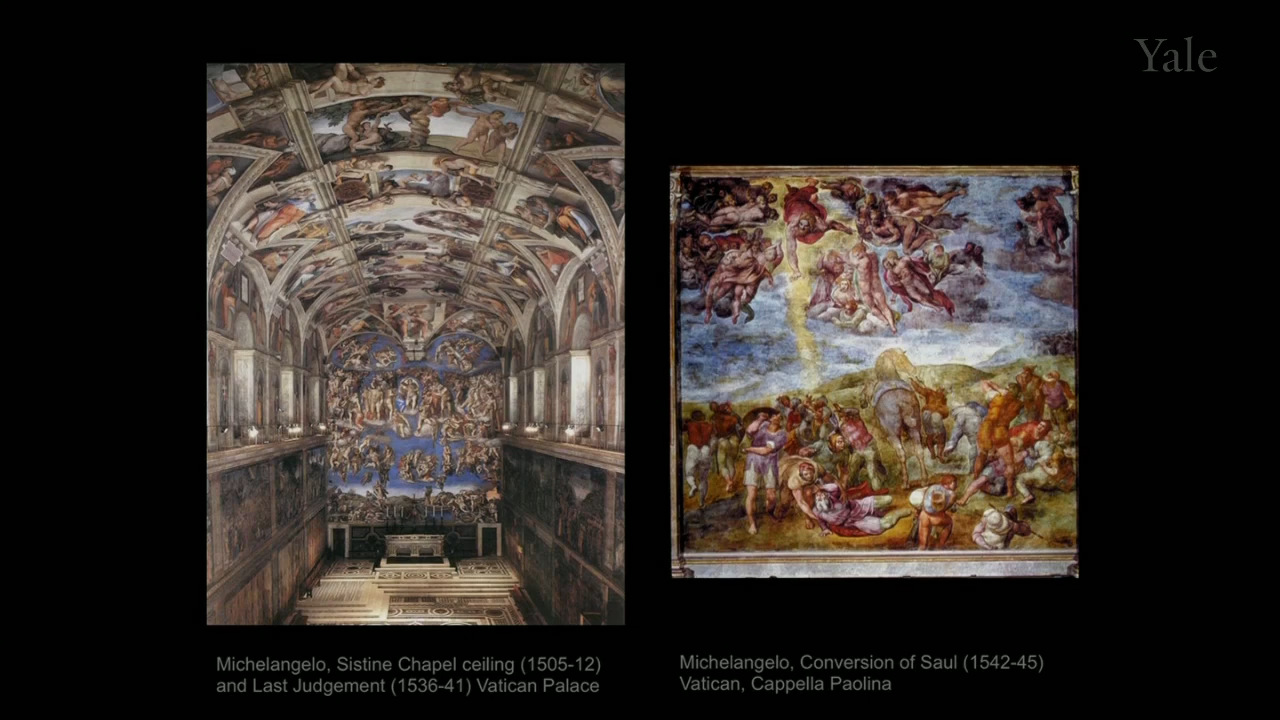 Yale
Michelangelo, Sistine Chapel ceiling (1505-12)
and Last Judgement (1536-41) Vatican Palace
Michelangelo, Conversion of Saul (1542-45)
Vatican, Cappella Paolina